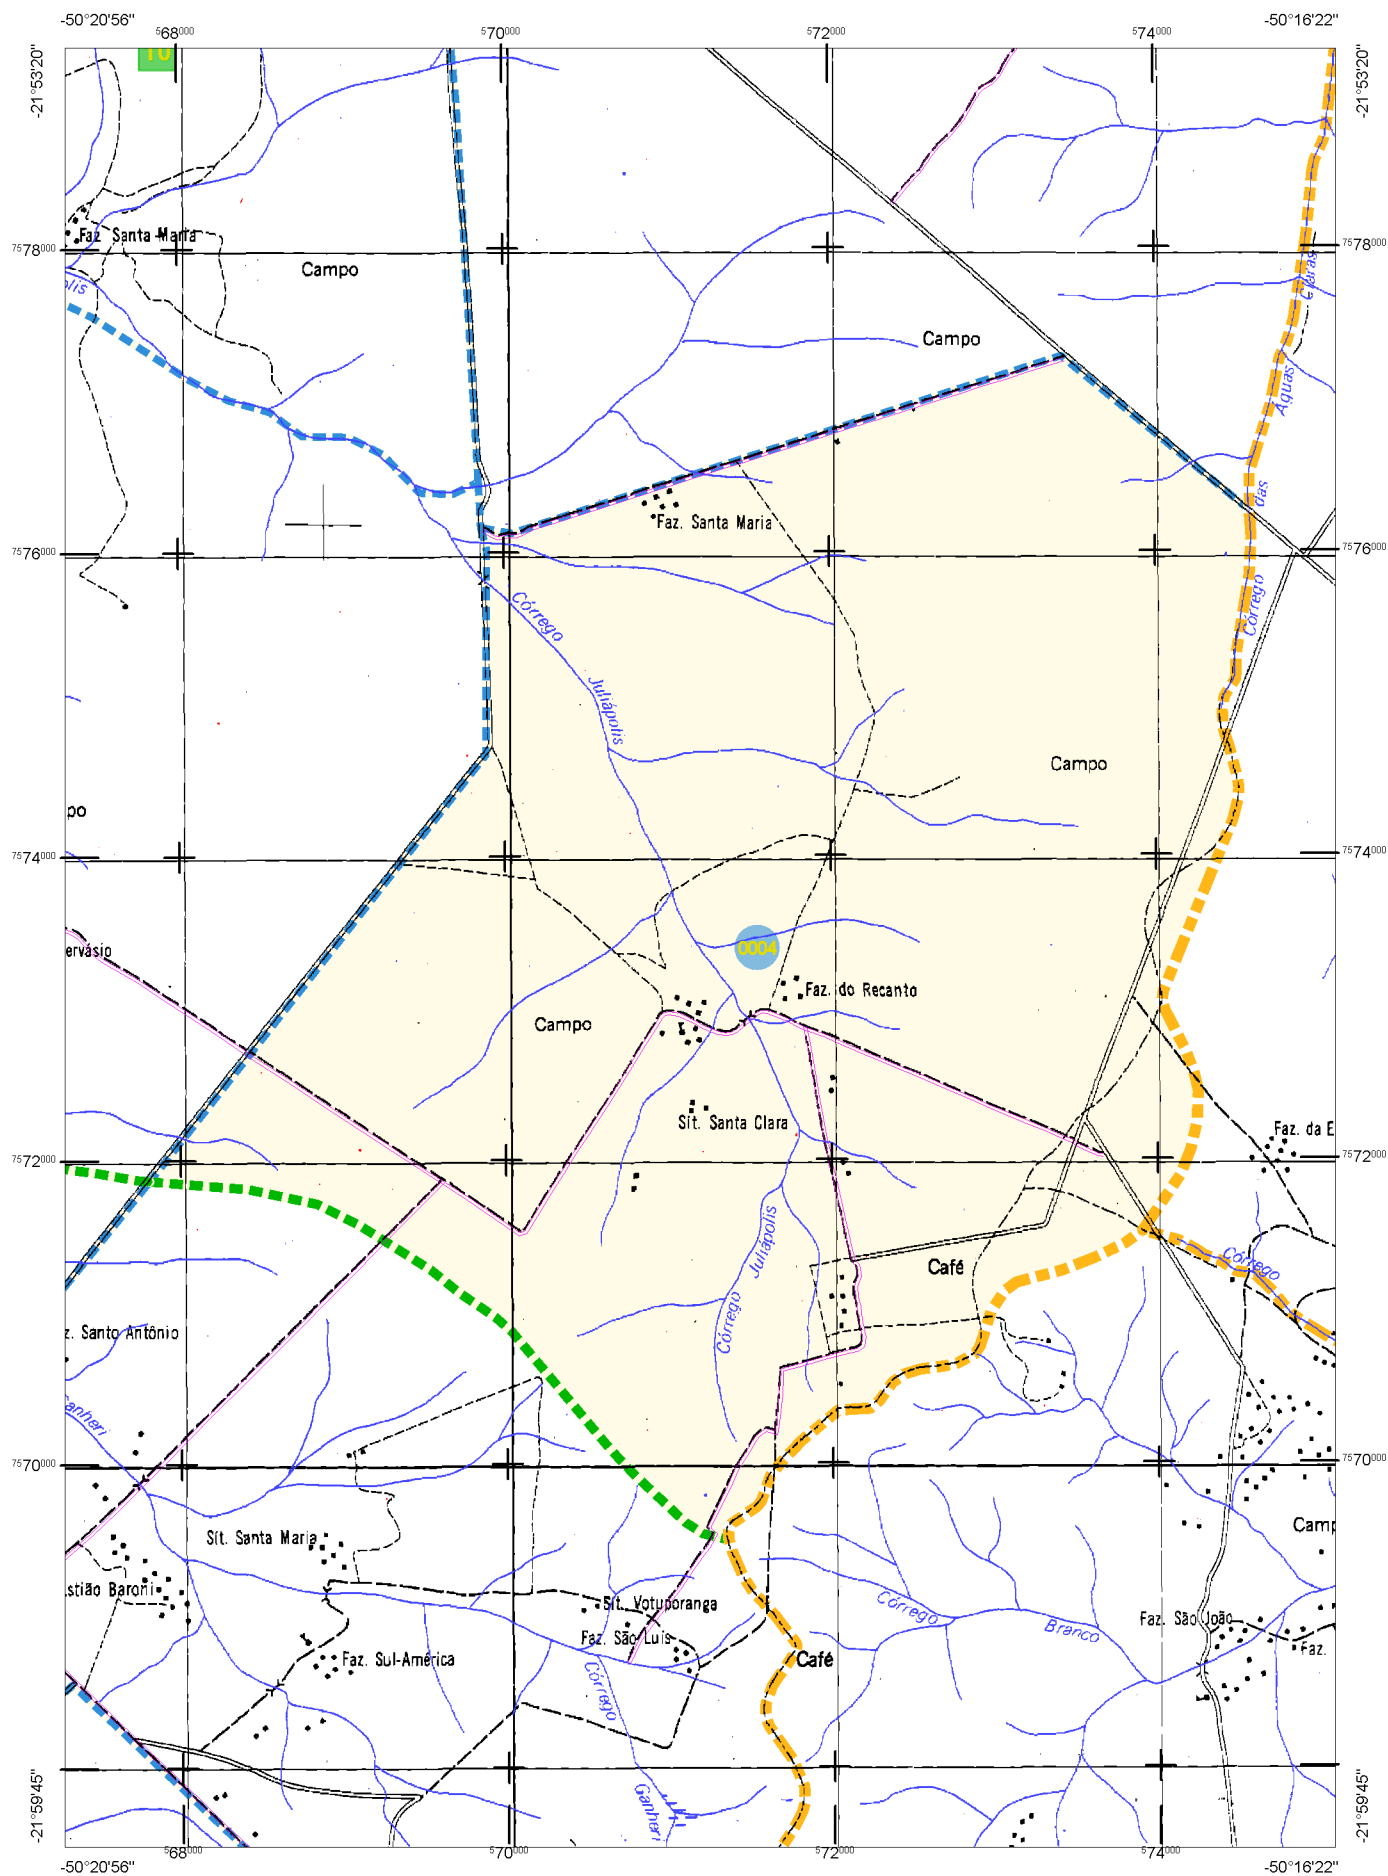 -50°20'56"
568000
570000
572000
574000
-50°16'22"
-21°53'20"
-21°53'20"
10
Faz. Santa Maria
7578000
7578000
Campo
olis
Claras
Campo
Águas
das
Faz. Santa Maria
7576000
7576000
Córrego
Córrego
Juliápolis
Campo
po
7574000
7574000
ervásio
0004
Faz. do Recanto
Campo
Sít. Santa Clara
Faz. da E
7572000
7572000
Juliápolis
Córrego
Café
Córrego
z. Santo Antônio
Ganheri
7570000
7570000
Camp
Sít. Santa Maria
stião Baroni
Sít. Votuporanga
Córrego
Branco
Faz. São João
Faz. São Luis
Faz.
Faz. Sul-América
Café
Córrego
Ganheri
-21°59'45"
-21°59'45"
568000
570000
572000
574000
-50°20'56"
-50°16'22"